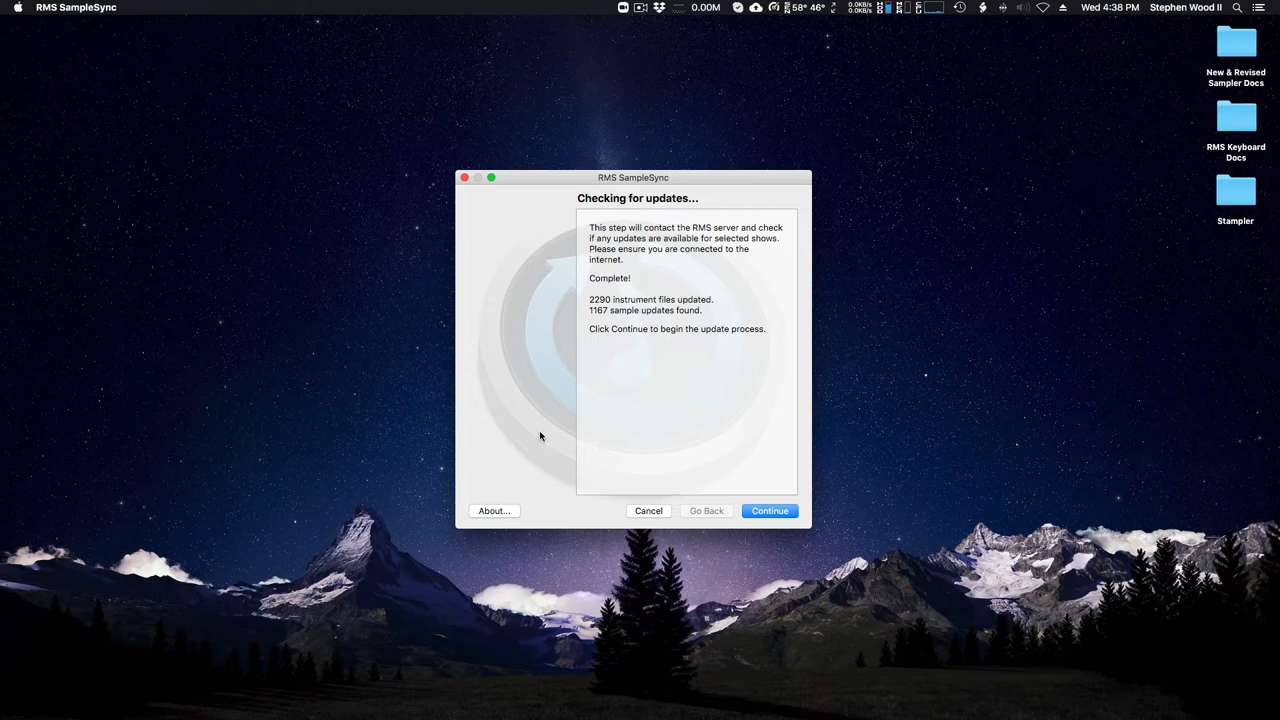 RMS SampleSync
0.00M
58° 46°
0.0KB/s
0.0KB/s
Wed 4:38 PM
Stephen Wood II
New & Revised
Sampler Docs
RMS Keyboard
Docs
Stampler
RMS SampleSync
Checking for updates...
This step will contact the RMS server and check
if any updates are available for selected shows.
Please ensure you are connected to the
internet.
Complete!
2290 instrument files updated.
1167 sample updates found.
Click Continue to begin the update process.
About...
Cancel
Go Back
Continue